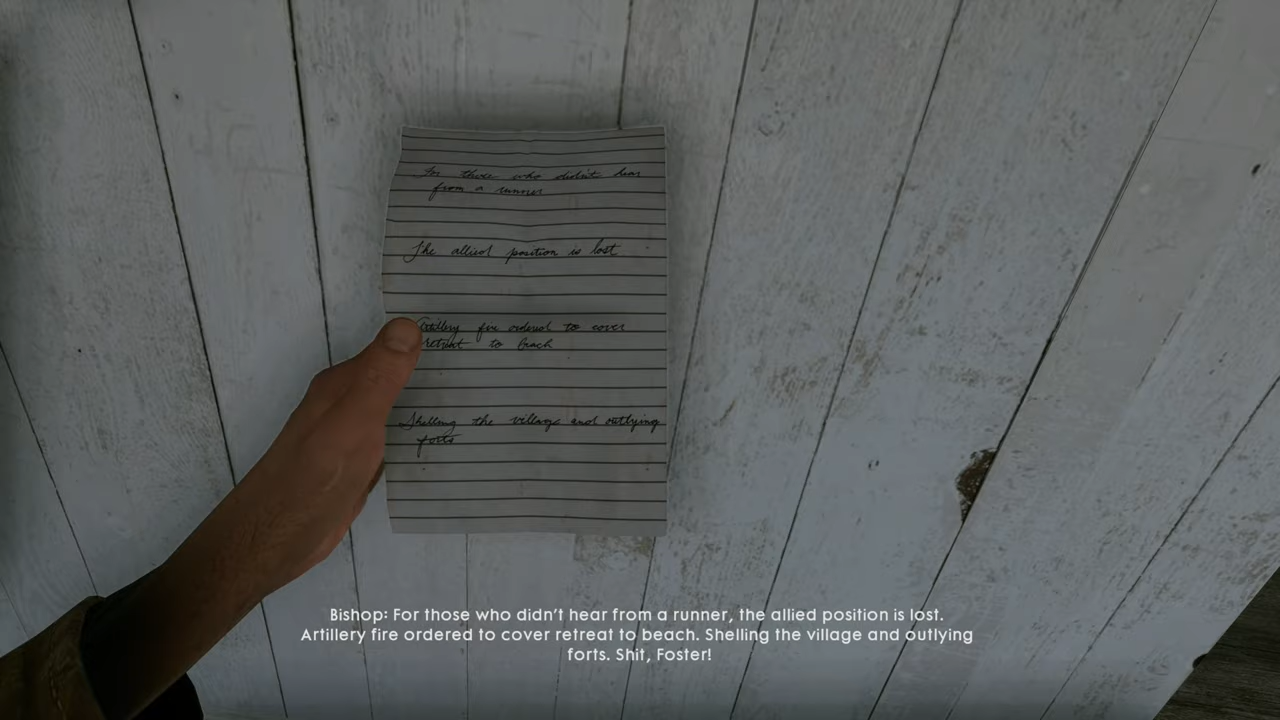 For those who didn't hear
from a runner
The allied position is lost
Artillery fire ordered to cover
retreat to beach
Shelling the village and outlying
forts
Bishop: For those who didn't hear from a runner, the allied position is lost.
Artillery fire ordered to cover retreat to beach. Shelling the village and outlying
forts. Shit, Foster!